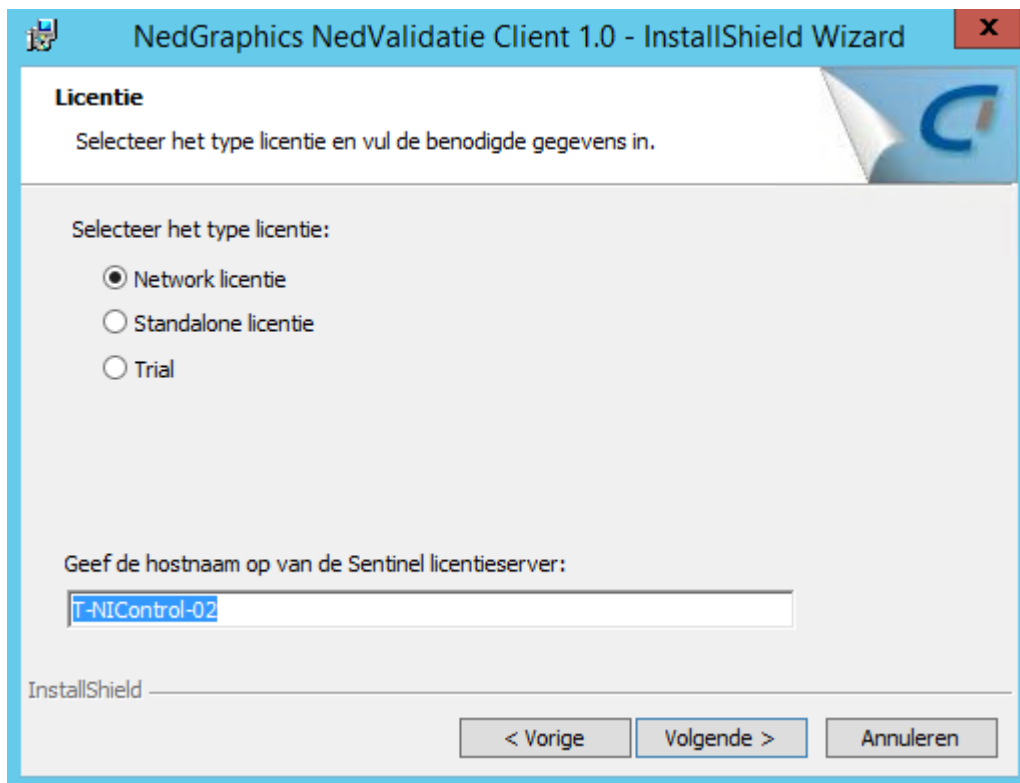 NedGraphics NedValidatie Client 1.0 - InstallShield Wizard
x
Licentie
Selecteer het type licentie en vul de benodigde gegevens in.
Selecteer het type licentie:
Network licentie
Standalone licentie
Trial
Geef de hostnaam op van de Sentinel licentieserver:
T-NIControl-02
InstallShield
< Vorige
Volgende >
Annuleren